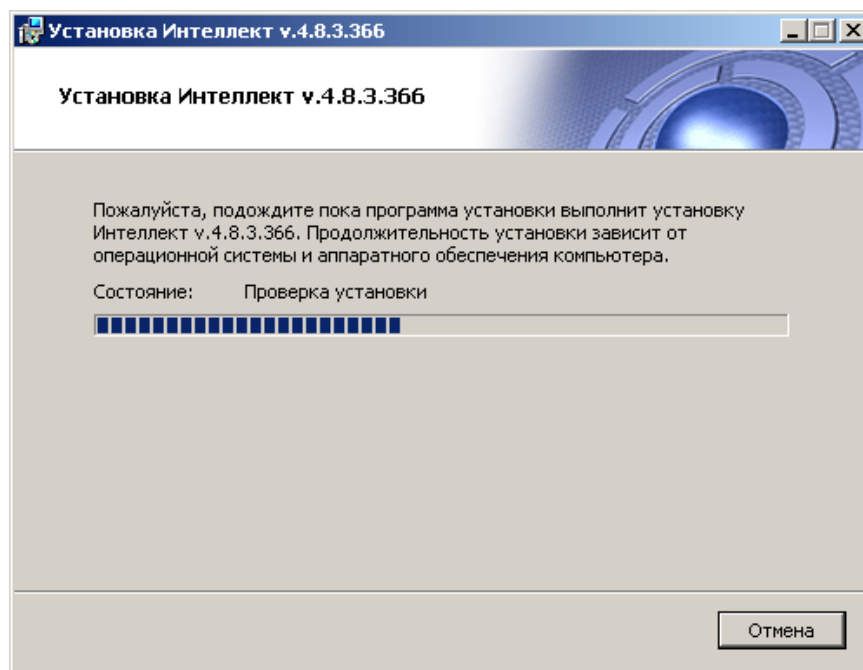 Установка Интеллект v.4.8.3.366
Установка Интеллект v.4.8.3.366
Пожалуйста, подождите пока программа установки выполнит установку
Интеллект v.4.8.3.366. Продолжительность установки зависит от
операционной системы и аппаратного обеспечения компьютера.
Состояние: Проверка установки
Отмена